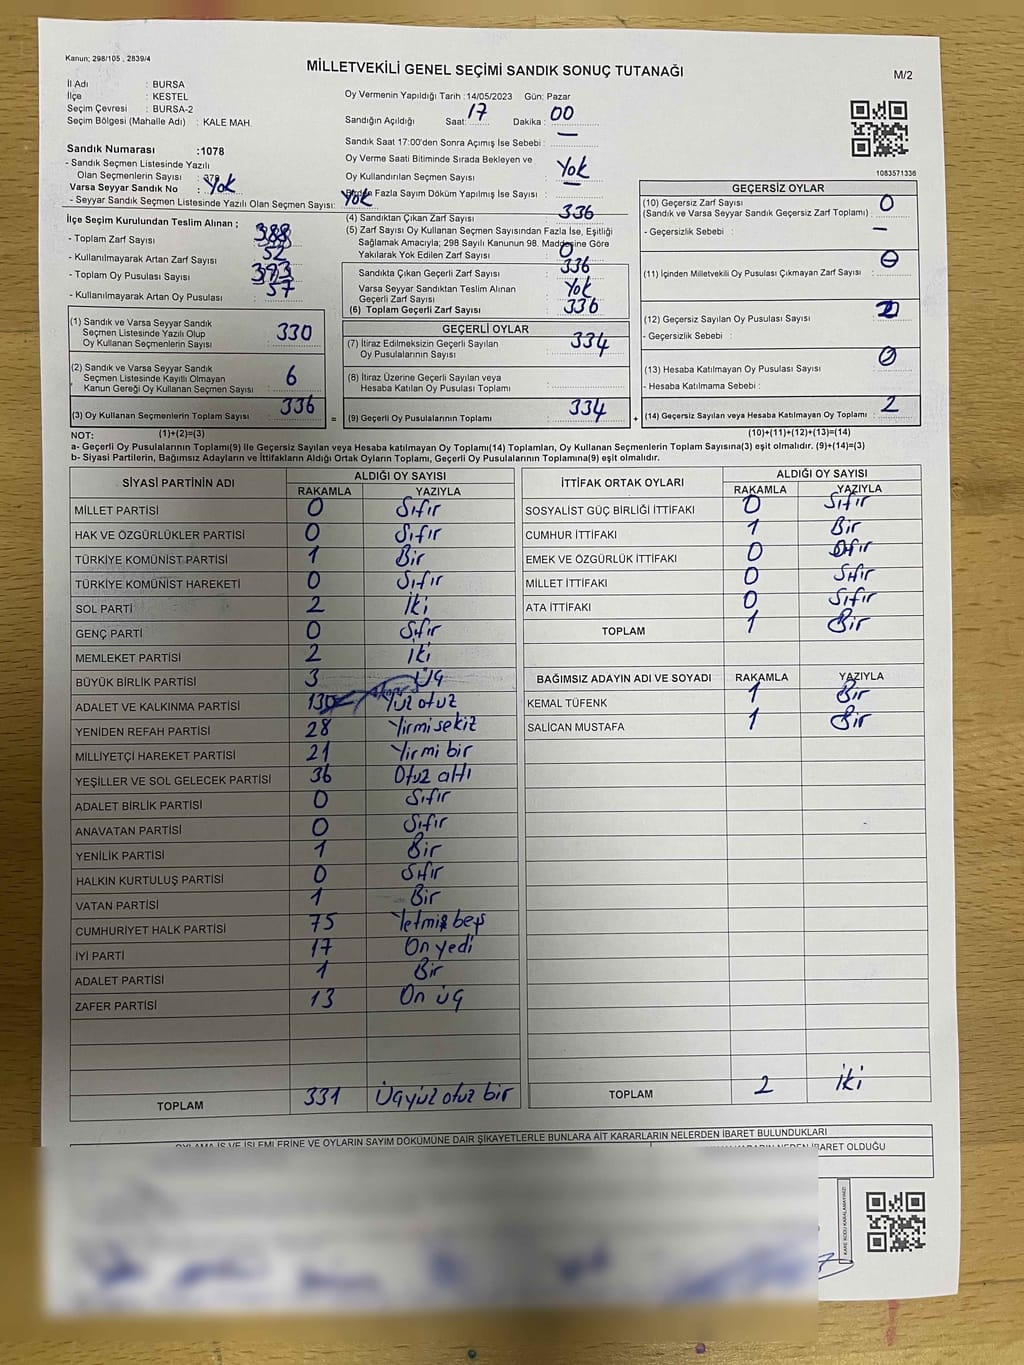 Kanun; 298/105 , 2839/4
MİLLETVEKİLİ GENEL SEÇİMİ SANDIK SONUÇ TUTANAĞI
M/2
İl Adı : BURSA
İlçe : KESTEL
Seçim Çevresi : BURSA-2
Seçim Bölgesi (Mahalle Adı) : KALE MAH.
Oy Vermenin Yapıldığı Tarih :14/05/2023 Gün: Pazar
Sandığın Açıldığı Saat: 17 Dakika : 00
Sandık Saat 17:00'den Sonra Açımış İse Sebebi : —
Oy Verme Saati Bitiminde Sırada Bekleyen ve
Oy Kullandırılan Seçmen Sayısı : Yok
Birden Fazla Sayım Döküm Yapılmış İse Sayısı : —
Sandık Numarası :1078
- Sandık Seçmen Listesinde Yazılı
Olan Seçmenlerin Sayısı :
Varsa Seyyar Sandık No : Yok
- Seyyar Sandık Seçmen Listesinde Yazılı Olan Seçmen Sayısı: Yok
1083571336
İlçe Seçim Kurulundan Teslim Alınan ;
- Toplam Zarf Sayısı : 388
- Kullanılmayarak Artan Zarf Sayısı : 52
- Toplam Oy Pusulası Sayısı : 393
- Kullanılmayarak Artan Oy Pusulası : 57
(4) Sandıktan Çıkan Zarf Sayısı : 336
(5) Zarf Sayısı Oy Kullanan Seçmen Sayısından Fazla İse, Eşitliği
Sağlamak Amacıyla; 298 Sayılı Kanunun 98. Maddesine Göre
Yakılarak Yok Edilen Zarf Sayısı : 0
Sandıkta Çıkan Geçerli Zarf Sayısı : 336
Varsa Seyyar Sandıktan Teslim Alınan
Geçerli Zarf Sayısı : Yok
(6) Toplam Geçerli Zarf Sayısı : 336
GEÇERSİZ OYLAR
(10) Geçersiz Zarf Sayısı
(Sandık ve Varsa Seyyar Sandık Geçersiz Zarf Toplamı) : 0
- Geçersizlik Sebebi : —
(11) İçinden Milletvekili Oy Pusulası Çıkmayan Zarf Sayısı : 0
(12) Geçersiz Sayılan Oy Pusulası Sayısı : 2
- Geçersizlik Sebebi :
(13) Hesaba Katılmayan Oy Pusulası Sayısı : 0
- Hesaba Katılmama Sebebi :
(14) Geçersiz Sayılan veya Hesaba Katılmayan Oy Toplamı : 2
(1) Sandık ve Varsa Seyyar Sandık
Seçmen Listesinde Yazılı Olup
Oy Kullanan Seçmenlerin Sayısı : 330
(2) Sandık ve Varsa Seyyar Sandık
Seçmen Listesinde Kayıtlı Olmayan
Kanun Gereği Oy Kullanan Seçmen Sayısı : 6
(3) Oy Kullanan Seçmenlerin Toplam Sayısı : 336
=
GEÇERLİ OYLAR
(7) İtiraz Edilmeksizin Geçerli Sayılan
Oy Pusulalarının Sayısı : 334
(8) İtiraz Üzerine Geçerli Sayılan veya
Hesaba Katılan Oy Pusulası Toplamı :
(9) Geçerli Oy Pusulalarının Toplamı : 334
+
NOT: (1)+(2)=(3)
(10)+(11)+(12)+(13)=(14)
a- Geçerli Oy Pusulalarının Toplamı(9) ile Geçersiz Sayılan veya Hesaba katılmayan Oy Toplamı(14) Toplamları, Oy Kullanan Seçmenlerin Toplam Sayısına(3) eşit olmalıdır. (9)+(14)=(3)
b- Siyasi Partilerin, Bağımsız Adayların ve İttifakların Aldığı Ortak Oyların Toplamı, Geçerli Oy Pusulalarının Toplamına(9) eşit olmalıdır.
SİYASİ PARTİNİN ADI ALDIĞI OY SAYISI
RAKAMLA YAZIYLA
MİLLET PARTİSİ 0 Sıfır
HAK VE ÖZGÜRLÜKLER PARTİSİ 0 Sıfır
TÜRKİYE KOMÜNİST PARTİSİ 1 Bir
TÜRKİYE KOMÜNİST HAREKETİ 0 Sıfır
SOL PARTİ 2 İki
GENÇ PARTİ 0 Sıfır
MEMLEKET PARTİSİ 2 İki
BÜYÜK BİRLİK PARTİSİ 3 Üç
ADALET VE KALKINMA PARTİSİ 130 Yüz otuz
YENİDEN REFAH PARTİSİ 28 Yirmi sekiz
MİLLİYETÇİ HAREKET PARTİSİ 21 Yirmi bir
YEŞİLLER VE SOL GELECEK PARTİSİ 36 Otuz altı
ADALET BİRLİK PARTİSİ 0 Sıfır
ANAVATAN PARTİSİ 0 Sıfır
YENİLİK PARTİSİ 1 Bir
HALKIN KURTULUŞ PARTİSİ 0 Sıfır
VATAN PARTİSİ 1 Bir
CUMHURİYET HALK PARTİSİ 75 Yetmiş beş
İYİ PARTİ 17 On yedi
ADALET PARTİSİ 1 Bir
ZAFER PARTİSİ 13 On üç
TOPLAM 331 Üçyüz otuz bir
İTTİFAK ORTAK OYLARI ALDIĞI OY SAYISI
RAKAMLA YAZIYLA
SOSYALİST GÜÇ BİRLİĞİ İTTİFAKI 0 Sıfır
CUMHUR İTTİFAKI 1 Bir
EMEK VE ÖZGÜRLÜK İTTİFAKI 0 Sıfır
MİLLET İTTİFAKI 0 Sıfır
ATA İTTİFAKI 0 Sıfır
TOPLAM 1 Bir
BAĞIMSIZ ADAYIN ADI VE SOYADI RAKAMLA YAZIYLA
KEMAL TÜFENK 1 Bir
SALİCAN MUSTAFA 1 Bir
TOPLAM 2 iki
OYLAMA İŞ VE İŞLEMLERİNE VE OYLARIN SAYIM DÖKÜMÜNE DAİR ŞİKAYETLERLE BUNLARA AİT KARARLARIN NELERDEN İBARET BULUNDUKLARI
İBARET OLDUĞU
KARE KODU KARALAMAYINIZ!